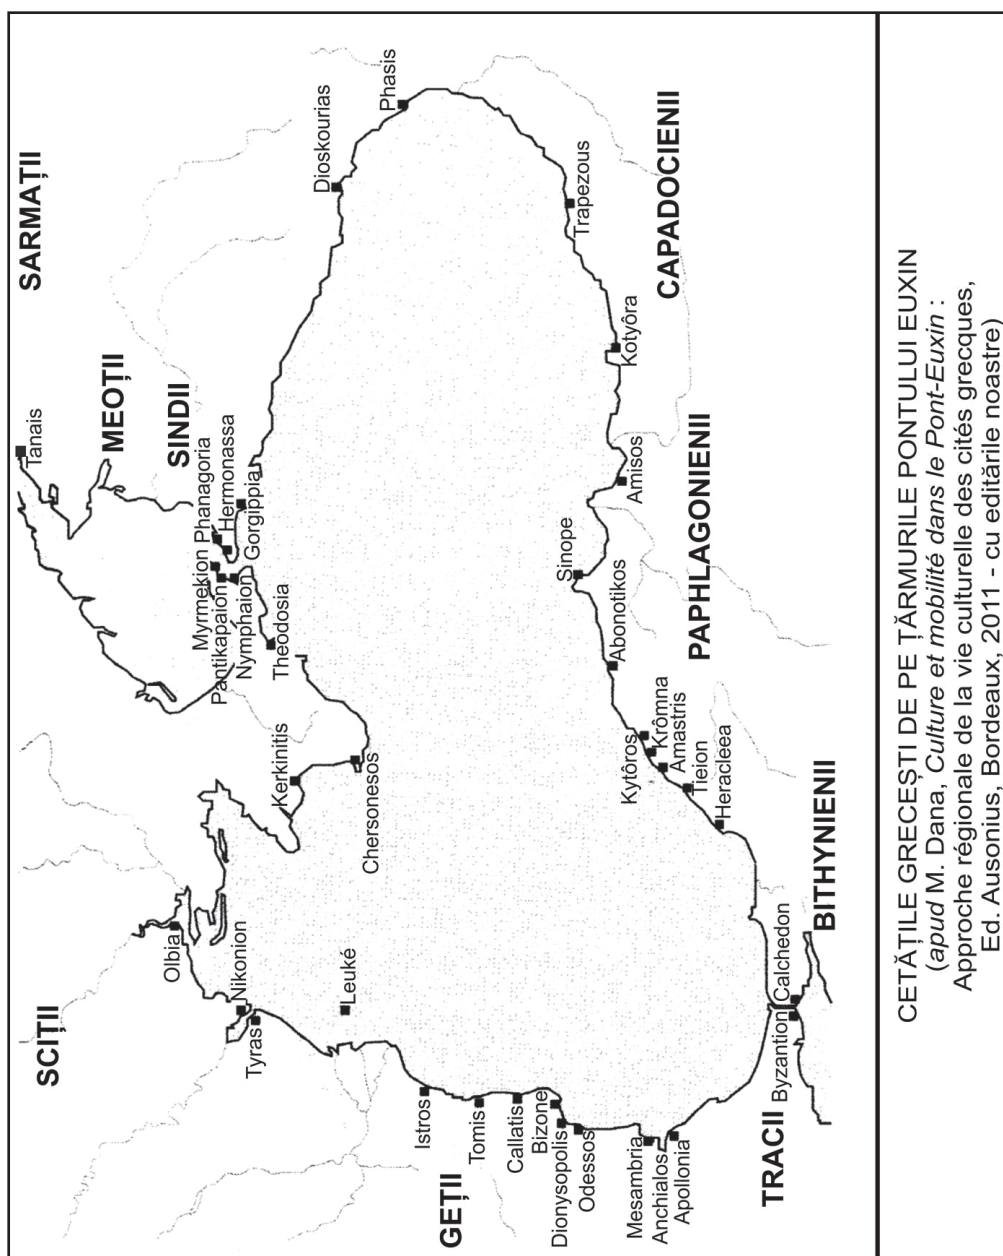 SARMAȚII
Tanais
MEOȚII
SINDII
SCIȚII
Olbia
Nikonion
Tyras
Myrmekion
Phanagoria
Pantikapaion
Hermonassa
Nymphaion
Gorgippia
Theodosia
Kerkinitis
Chersonesos
Leuké
Dioskourias
Phasis
GEȚII
Istros
Tomis
Callatis
Bizone
Dionysopolis
Odessos
Mesambria
Anchialos
Apollonia
TRACII
Byzantion
Calchedon
BITHYNIENII
Heracleea
Tieion
Amastris
Krômna
Kytôros
Abonotikos
Sinope
PAPHLAGONIENII
Amisos
Kotyôra
Trapezous
CAPADOCIENII
CETĂȚILE GRECEȘTI DE PE ȚĂRMURILE PONTULUI EUXIN
(apud M. Dana, Culture et mobilité dans le Pont-Euxin :
Approche régionale de la vie culturelle des cités grecques,
Ed. Ausonius, Bordeaux, 2011 - cu editările noastre)